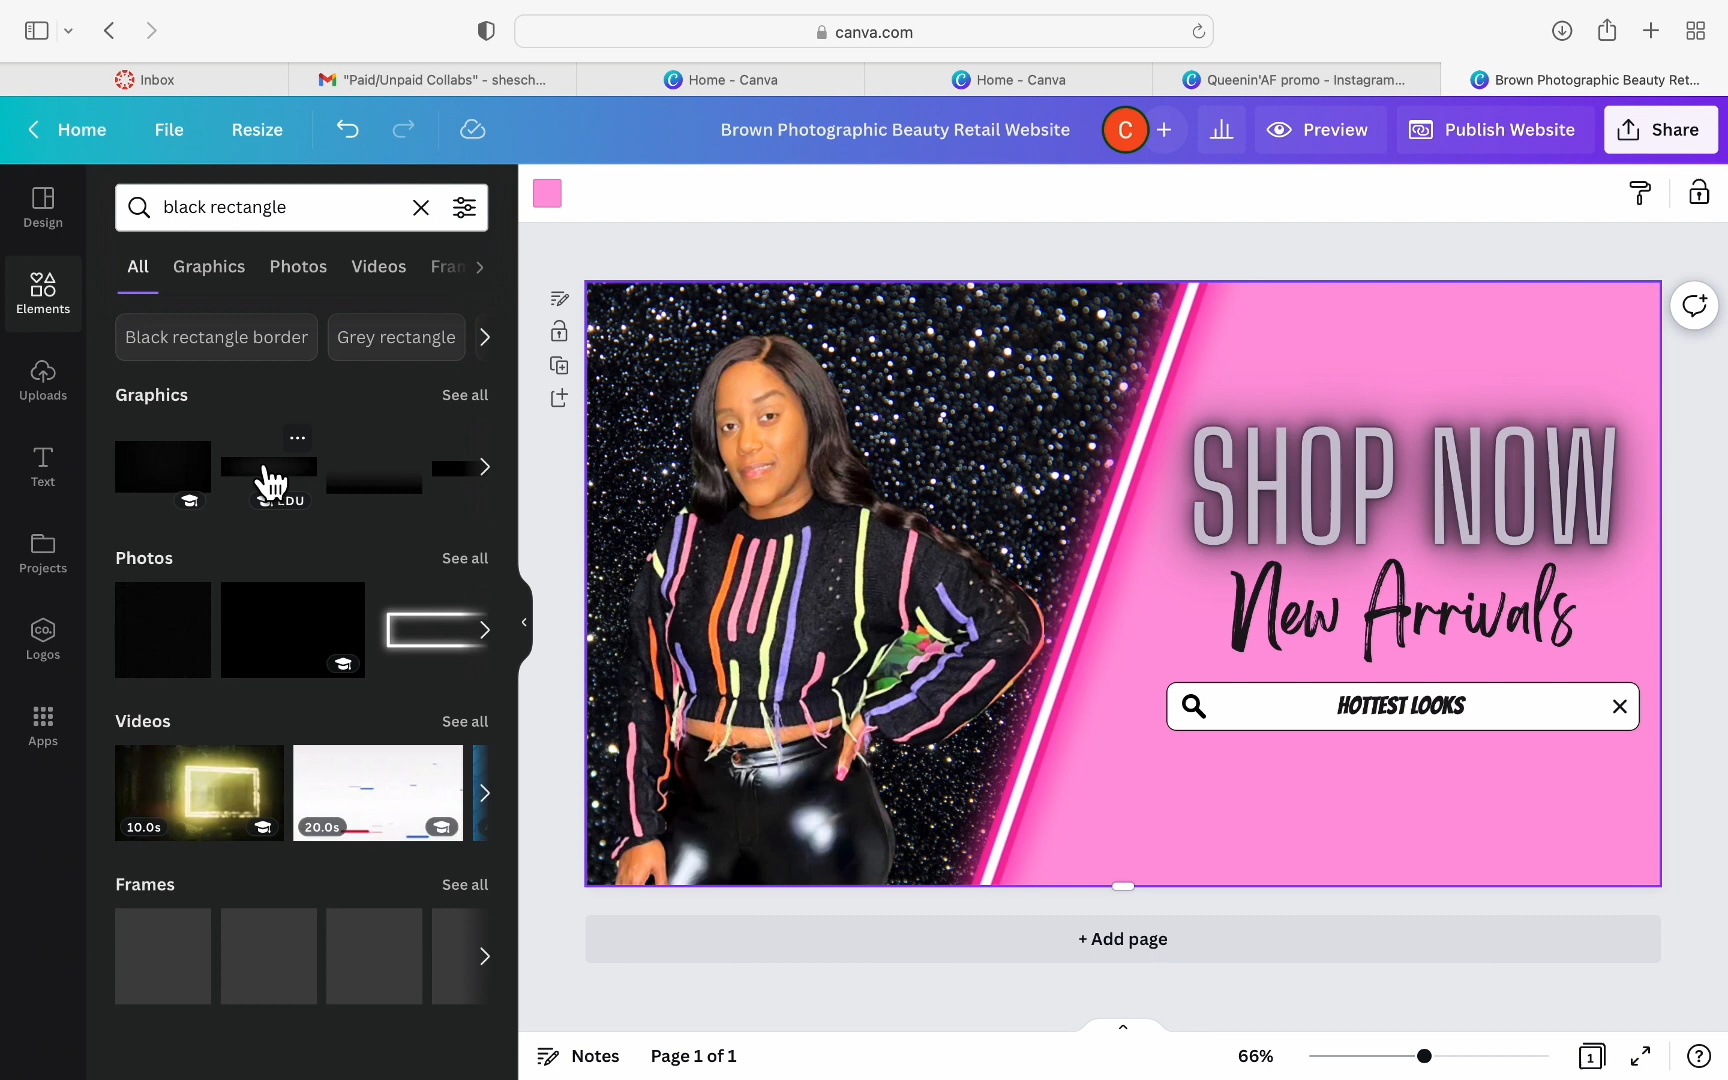 canva.com
Inbox
"Paid/Unpaid Collabs" - shesch...
Home - Canva
Home - Canva
Queenin'AF promo - Instagram...
Brown Photographic Beauty Ret...
Home
File
Resize
Brown Photographic Beauty Retail Website
C
Preview
Publish Website
Share
Design
Elements
Uploads
Text
Projects
CO.
Logos
Apps
black rectangle
All
Graphics
Photos
Videos
Black rectangle border
Grey rectangle
Graphics
See all
Photos
See all
Videos
See all
10.0s
20.0s
Frames
See all
SHOP NOW
New Arrivals
HOTTEST LOOKS
+ Add page
Notes
Page 1 of 1
66%
1